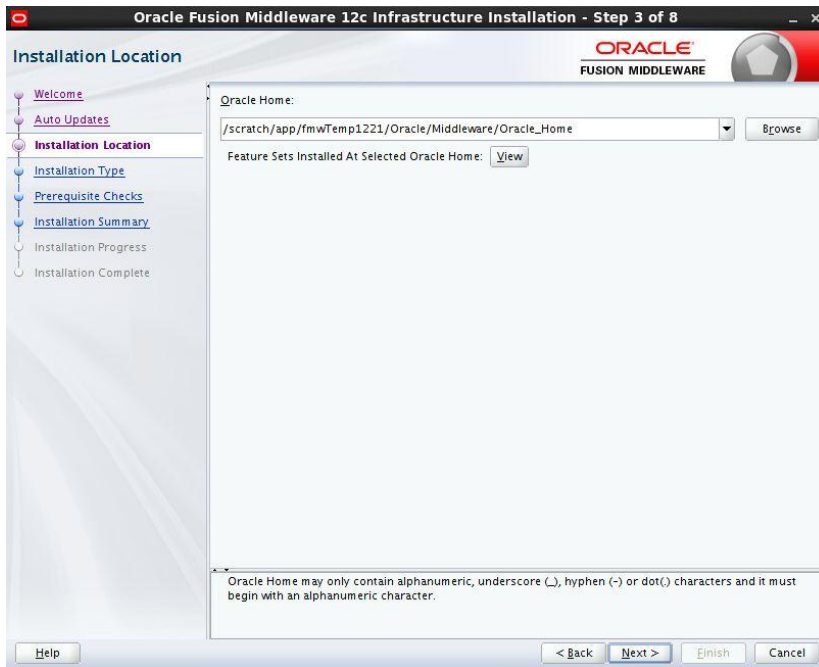 Oracle Fusion Middleware 12c Infrastructure Installation - Step 3 of 8
Installation Location
ORACLE
FUSION MIDDLEWARE
Welcome
Auto Updates
Installation Location
Installation Type
Prerequisite Checks
Installation Summary
Installation Progress
Installation Complete
Oracle Home:
/scratch/app/fmwTemp1221/Oracle/Middleware/Oracle_Home
Browse
Feature Sets Installed At Selected Oracle Home: View
Oracle Home may only contain alphanumeric, underscore (_), hyphen (-) or dot(.) characters and it must
begin with an alphanumeric character.
Help
< Back
Next >
Finish
Cancel